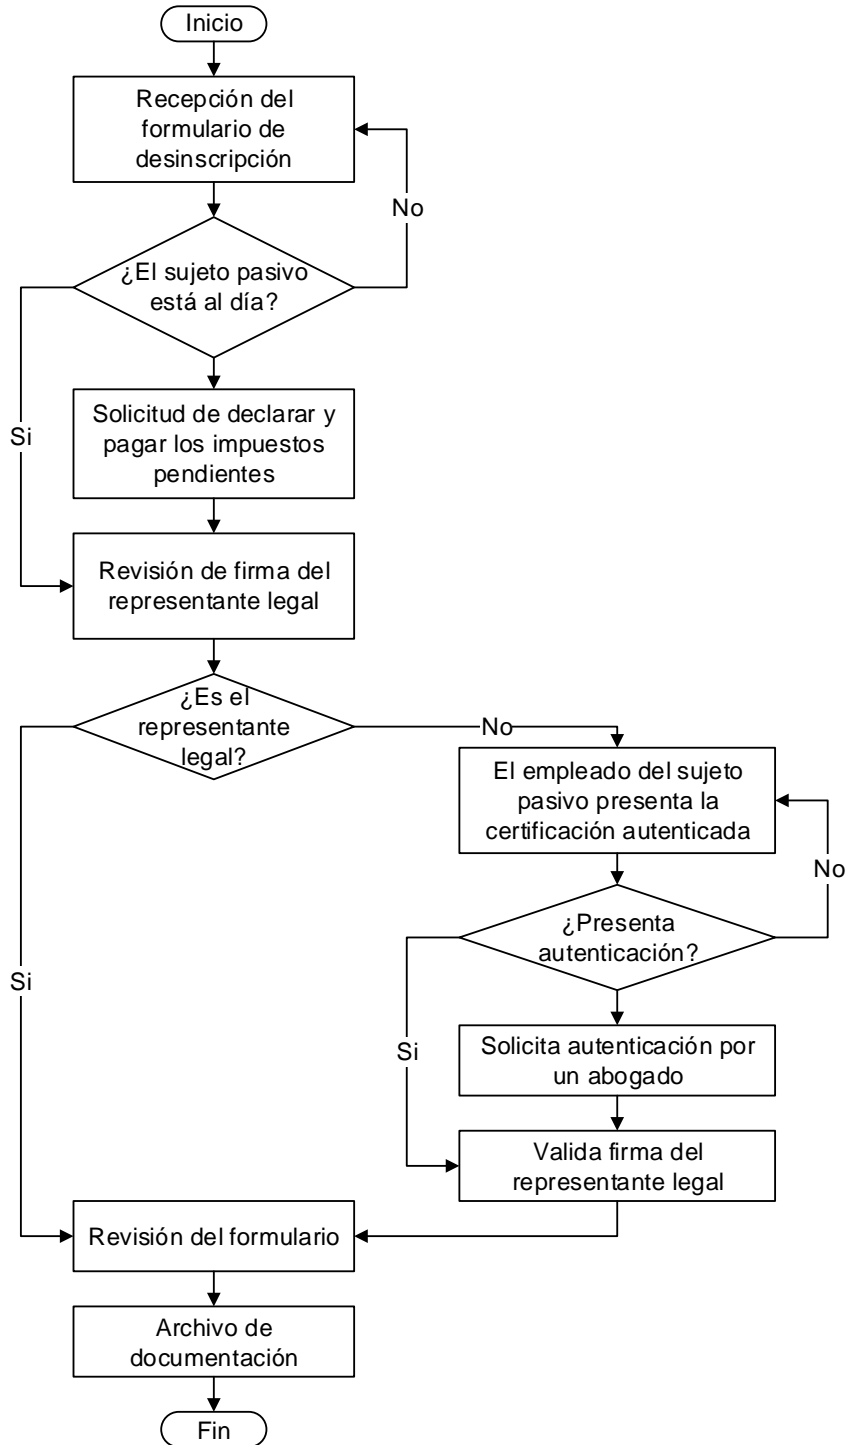 Inicio
Recepción del
formulario de
desinscripción
No
¿El sujeto pasivo
está al día?
Si
Solicitud de declarar y
pagar los impuestos
pendientes
Revisión de firma del
representante legal
¿Es el
representante
legal?
No
El empleado del sujeto
pasivo presenta la
certificación autenticada
No
¿Presenta
autenticación?
Si
Si
Solicita autenticación por
un abogado
Valida firma del
representante legal
Revisión del formulario
Archivo de
documentación
Fin